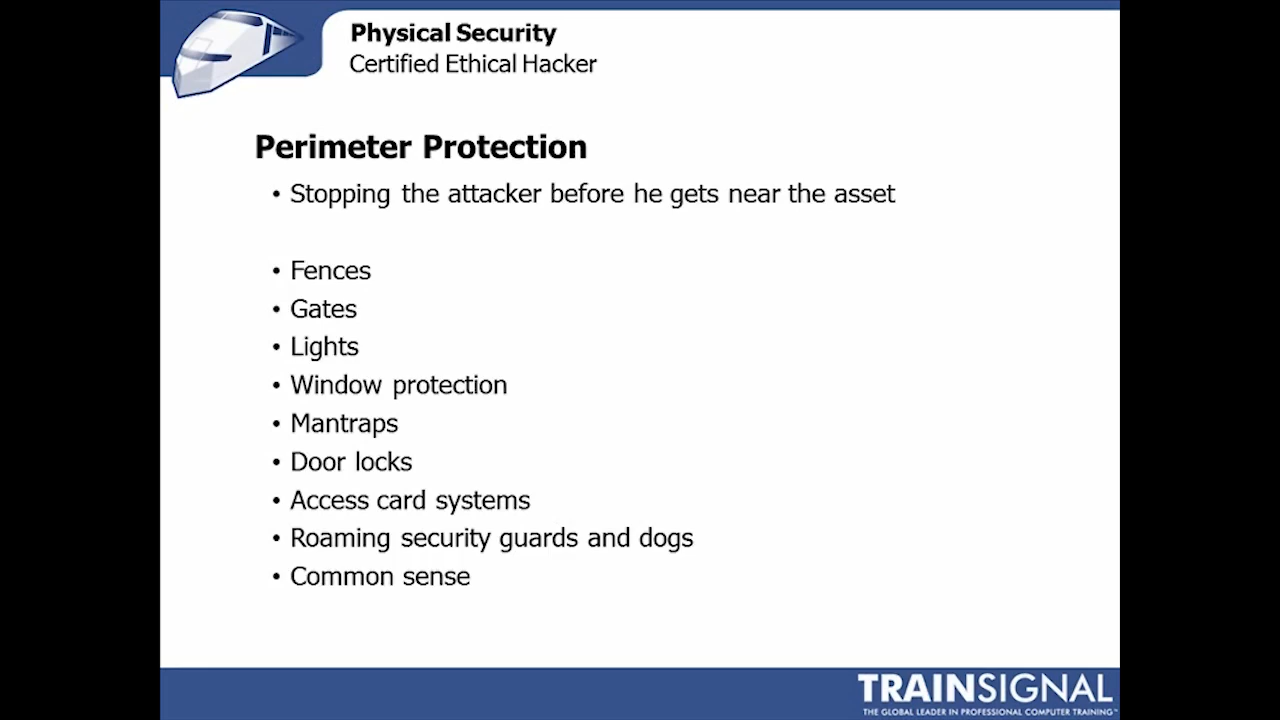 Physical Security
Certified Ethical Hacker
Perimeter Protection
• Stopping the attacker before he gets near the asset
• Fences
• Gates
• Lights
• Window protection
• Mantraps
• Door locks
• Access card systems
• Roaming security guards and dogs
• Common sense
TRAINSIGNAL
THE GLOBAL LEADER IN PROFESSIONAL COMPUTER TRAINING™